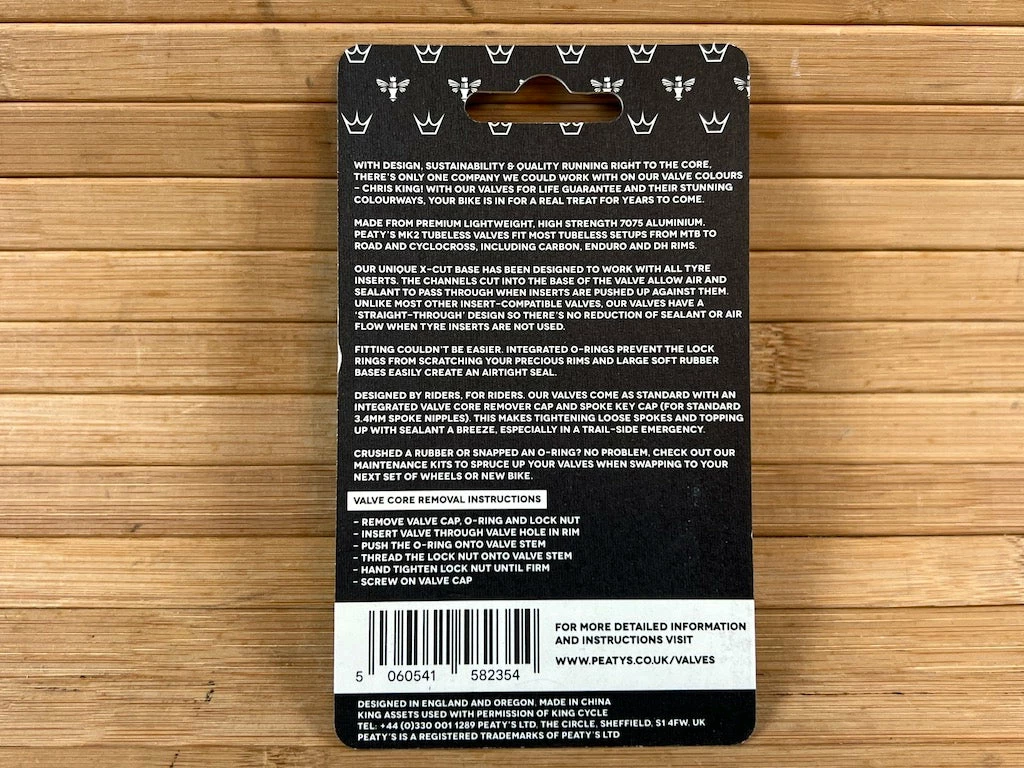 WITH DESIGN, SUSTAINABILITY & QUALITY RUNNING RIGHT TO THE CORE,
THERE'S ONLY ONE COMPANY WE COULD WORK WITH ON OUR VALVE COLOURS
– CHRIS KING! WITH OUR VALVES FOR LIFE GUARANTEE AND THEIR STUNNING
COLOURWAYS, YOUR BIKE IS IN FOR A REAL TREAT FOR YEARS TO COME.
MADE FROM PREMIUM LIGHTWEIGHT, HIGH STRENGTH 7075 ALUMINIUM.
PEATY'S MK2 TUBELESS VALVES FIT MOST TUBELESS SETUPS FROM MTB TO
ROAD AND CYCLOCROSS, INCLUDING CARBON, ENDURO AND DH RIMS.
OUR UNIQUE X-CUT BASE HAS BEEN DESIGNED TO WORK WITH ALL TYRE
INSERTS. THE CHANNELS CUT INTO THE BASE OF THE VALVE ALLOW AIR AND
SEALANT TO PASS THROUGH WHEN INSERTS ARE PUSHED UP AGAINST THEM.
UNLIKE MOST OTHER INSERT-COMPATIBLE VALVES, OUR VALVES HAVE A
'STRAIGHT-THROUGH' DESIGN SO THERE'S NO REDUCTION OF SEALANT OR AIR
FLOW WHEN TYRE INSERTS ARE NOT USED.
FITTING COULDN'T BE EASIER. INTEGRATED O-RINGS PREVENT THE LOCK
RINGS FROM SCRATCHING YOUR PRECIOUS RIMS AND LARGE SOFT RUBBER
BASES EASILY CREATE AN AIRTIGHT SEAL.
DESIGNED BY RIDERS, FOR RIDERS. OUR VALVES COME AS STANDARD WITH AN
INTEGRATED VALVE CORE REMOVER CAP AND SPOKE KEY CAP (FOR STANDARD
3.4MM SPOKE NIPPLES). THIS MAKES TIGHTENING LOOSE SPOKES AND TOPPING
UP WITH SEALANT A BREEZE, ESPECIALLY IN A TRAIL-SIDE EMERGENCY.
CRUSHED A RUBBER OR SNAPPED AN O-RING? NO PROBLEM, CHECK OUT OUR
MAINTENANCE KITS TO SPRUCE UP YOUR VALVES WHEN SWAPPING TO YOUR
NEXT SET OF WHEELS OR NEW BIKE.
VALVE CORE REMOVAL INSTRUCTIONS
– REMOVE VALVE CAP, O-RING AND LOCK NUT
– INSERT VALVE THROUGH VALVE HOLE IN RIM
– PUSH THE O-RING ONTO VALVE STEM
– THREAD THE LOCK NUT ONTO VALVE STEM
– HAND TIGHTEN LOCK NUT UNTIL FIRM
– SCREW ON VALVE CAP
5 060541 582354
FOR MORE DETAILED INFORMATION
AND INSTRUCTIONS VISIT
WWW.PEATYS.CO.UK/VALVES
DESIGNED IN ENGLAND AND OREGON. MADE IN CHINA
KING ASSETS USED WITH PERMISSION OF KING CYCLE
TEL: +44 (0)330 001 1289 PEATY'S LTD, THE CIRCLE, SHEFFIELD, S1 4FW, UK
PEATY'S IS A REGISTERED TRADEMARKS OF PEATY'S LTD